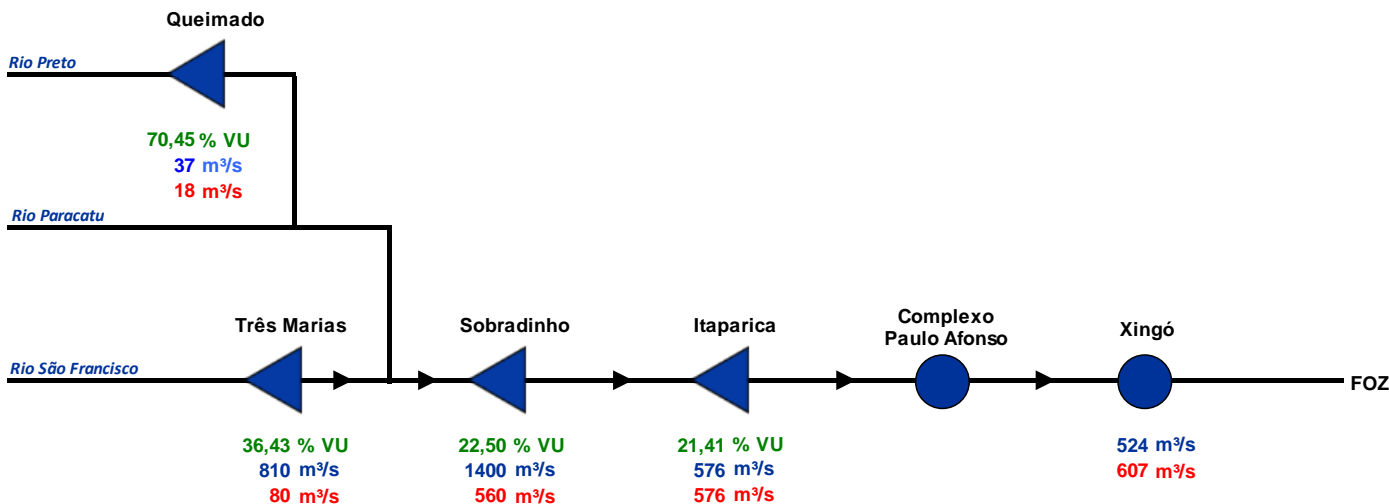 Queimado
Rio Preto
70,45 % VU
37 m³/s
18 m³/s
Rio Paracatu
Três Marias
Sobradinho
Itaparica
Complexo
Paulo Afonso
Xingó
Rio São Francisco
FOZ
36,43 % VU
810 m³/s
80 m³/s
22,50 % VU
1400 m³/s
560 m³/s
21,41 % VU
576 m³/s
576 m³/s
524 m³/s
607 m³/s